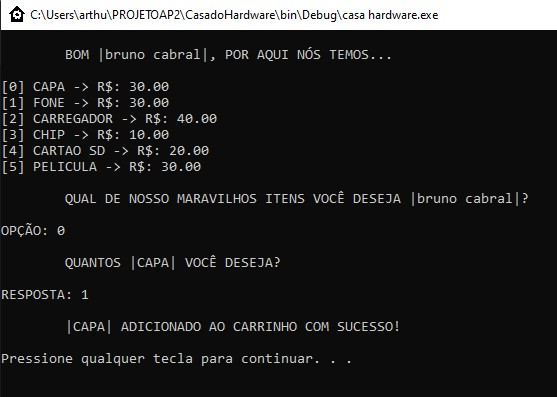 C:\Users\arthu\PROJETOAP2\CasadoHardware\bin\Debug\casa hardware.exe
BOM |bruno cabral|, POR AQUI NÓS TEMOS...
[0] CAPA -> R$: 30.00
[1] FONE -> R$: 30.00
[2] CARREGADOR -> R$: 40.00
[3] CHIP -> R$: 10.00
[4] CARTAO SD -> R$: 20.00
[5] PELICULA -> R$: 30.00
QUAL DE NOSSO MARAVILHOS ITENS VOCÊ DESEJA |bruno cabral|?
OPÇÃO: 0
QUANTOS |CAPA| VOCÊ DESEJA?
RESPOSTA: 1
|CAPA| ADICIONADO AO CARRINHO COM SUCESSO!
Pressione qualquer tecla para continuar. . .